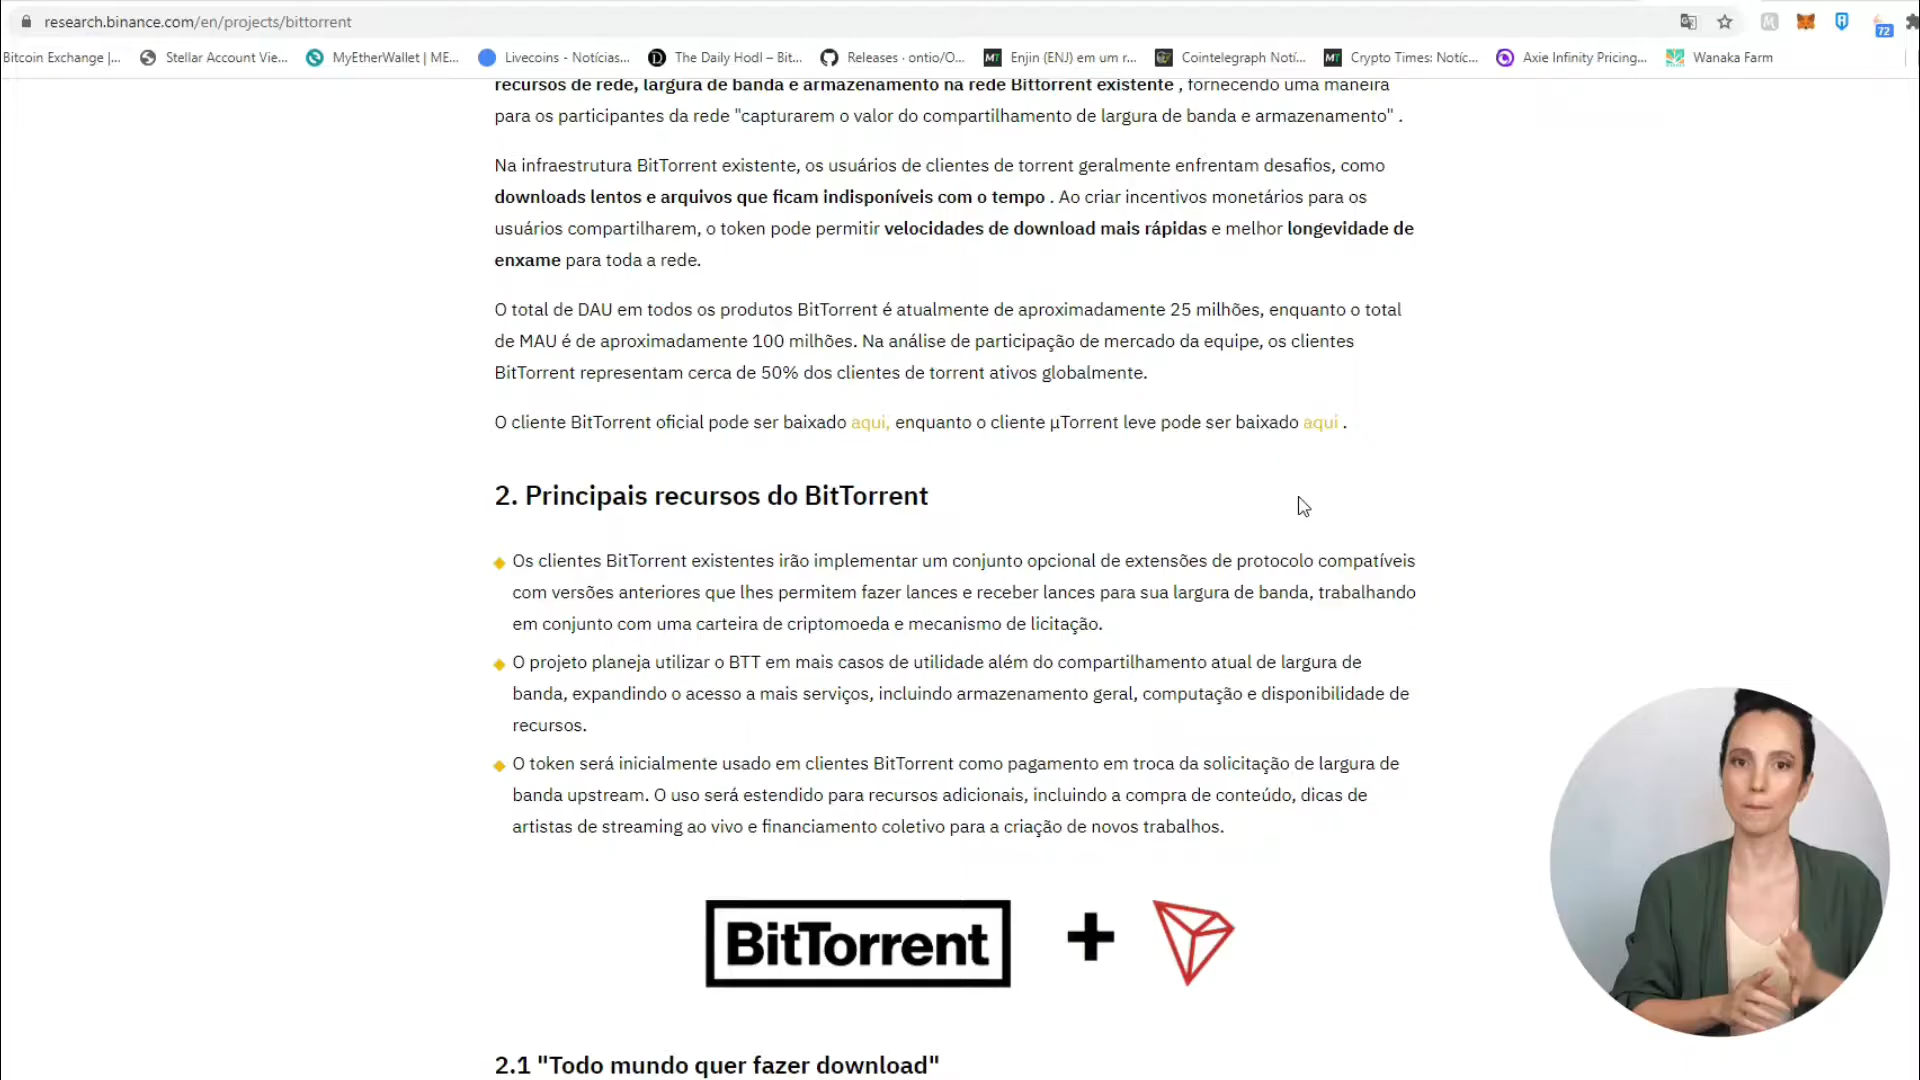 research.binance.com/en/projects/bittorrent
72
Bitcoin Exchange |...
Stellar Account Vie...
MyEtherWallet | ME...
Livecoins - Notícias...
The Daily Hodl – Bit...
Releases · ontio/O...
Enjin (ENJ) em um r...
Cointelegraph Notí...
Crypto Times: Notíc...
Axie Infinity Pricing...
Wanaka Farm
recursos de rede, largura de banda e armazenamento na rede Bittorrent existente , fornecendo uma maneira
para os participantes da rede "capturarem o valor do compartilhamento de largura de banda e armazenamento" .
Na infraestrutura BitTorrent existente, os usuários de clientes de torrent geralmente enfrentam desafios, como
downloads lentos e arquivos que ficam indisponíveis com o tempo . Ao criar incentivos monetários para os
usuários compartilharem, o token pode permitir velocidades de download mais rápidas e melhor longevidade de
enxame para toda a rede.
O total de DAU em todos os produtos BitTorrent é atualmente de aproximadamente 25 milhões, enquanto o total
de MAU é de aproximadamente 100 milhões. Na análise de participação de mercado da equipe, os clientes
BitTorrent representam cerca de 50% dos clientes de torrent ativos globalmente.
O cliente BitTorrent oficial pode ser baixado aqui, enquanto o cliente µTorrent leve pode ser baixado aqui .
2. Principais recursos do BitTorrent
Os clientes BitTorrent existentes irão implementar um conjunto opcional de extensões de protocolo compatíveis
com versões anteriores que lhes permitem fazer lances e receber lances para sua largura de banda, trabalhando
em conjunto com uma carteira de criptomoeda e mecanismo de licitação.
O projeto planeja utilizar o BTT em mais casos de utilidade além do compartilhamento atual de largura de
banda, expandindo o acesso a mais serviços, incluindo armazenamento geral, computação e disponibilidade de
recursos.
O token será inicialmente usado em clientes BitTorrent como pagamento em troca da solicitação de largura de
banda upstream. O uso será estendido para recursos adicionais, incluindo a compra de conteúdo, dicas de
artistas de streaming ao vivo e financiamento coletivo para a criação de novos trabalhos.
BitTorrent +
2.1 "Todo mundo quer fazer download"